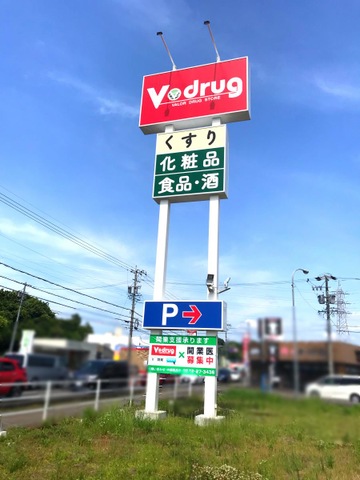 V・drug
VALOR DRUG STORE
くすり
化粧品
食品・酒
P→
開業支援承ります
V・drug × 開業医
募集中